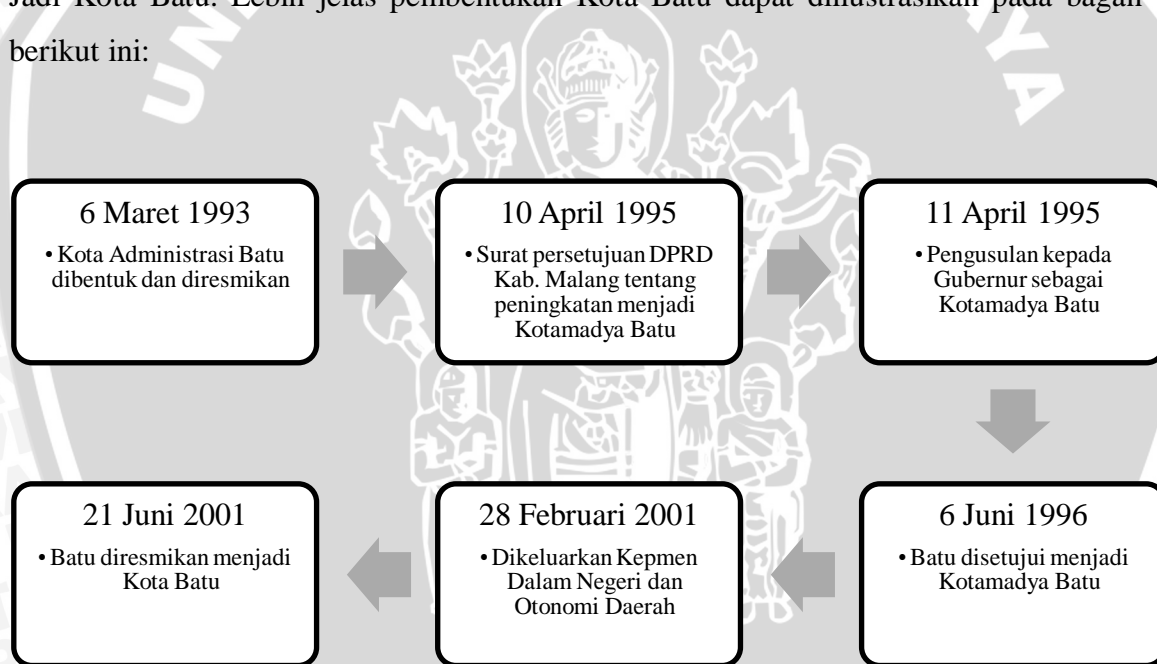 Jadi Kota Batu. Lebih jelas pembentukan Kota Batu dapat diilustrasikan pada bagan
berikut ini:
6 Maret 1993
• Kota Administrasi Batu
dibentuk dan diresmikan
10 April 1995
• Surat persetujuan DPRD
Kab. Malang tentang
peningkatan menjadi
Kotamadya Batu
11 April 1995
• Pengusulan kepada
Gubernur sebagai
Kotamadya Batu
6 Juni 1996
• Batu disetujui menjadi
Kotamadya Batu
28 Februari 2001
• Dikeluarkan Kepmen
Dalam Negeri dan
Otonomi Daerah
21 Juni 2001
• Batu diresmikan menjadi
Kota Batu